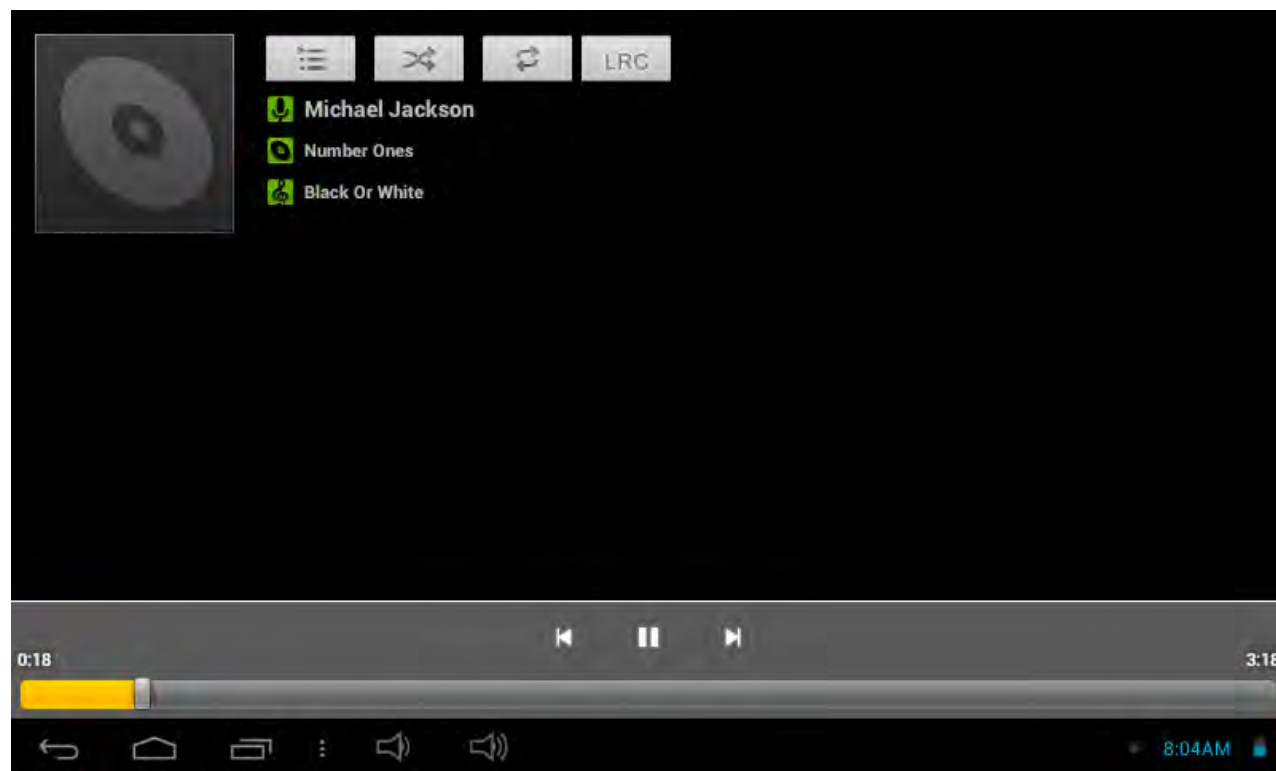 LRC
Michael Jackson
Number Ones
Black Or White
0:18
3:18
8:04AM